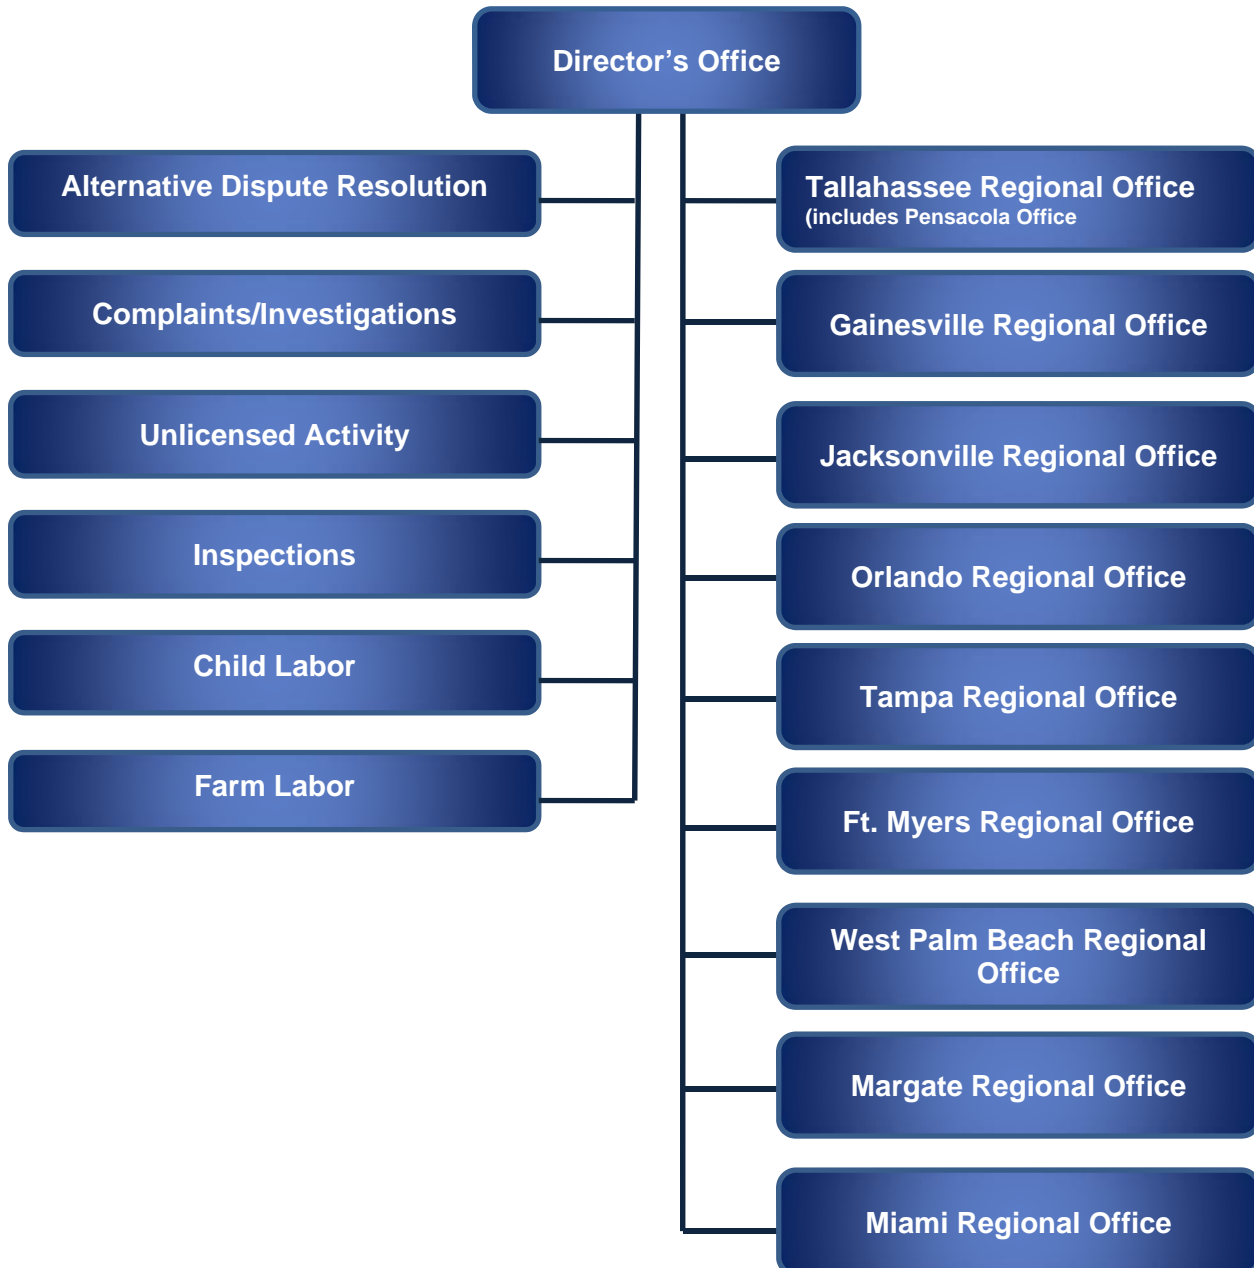 Director’s Office
Alternative Dispute Resolution
Complaints/Investigations
Unlicensed Activity
Inspections
Child Labor
Farm Labor
Tallahassee Regional Office
(includes Pensacola Office
Gainesville Regional Office
Jacksonville Regional Office
Orlando Regional Office
Tampa Regional Office
Ft. Myers Regional Office
West Palm Beach Regional
Office
Margate Regional Office
Miami Regional Office